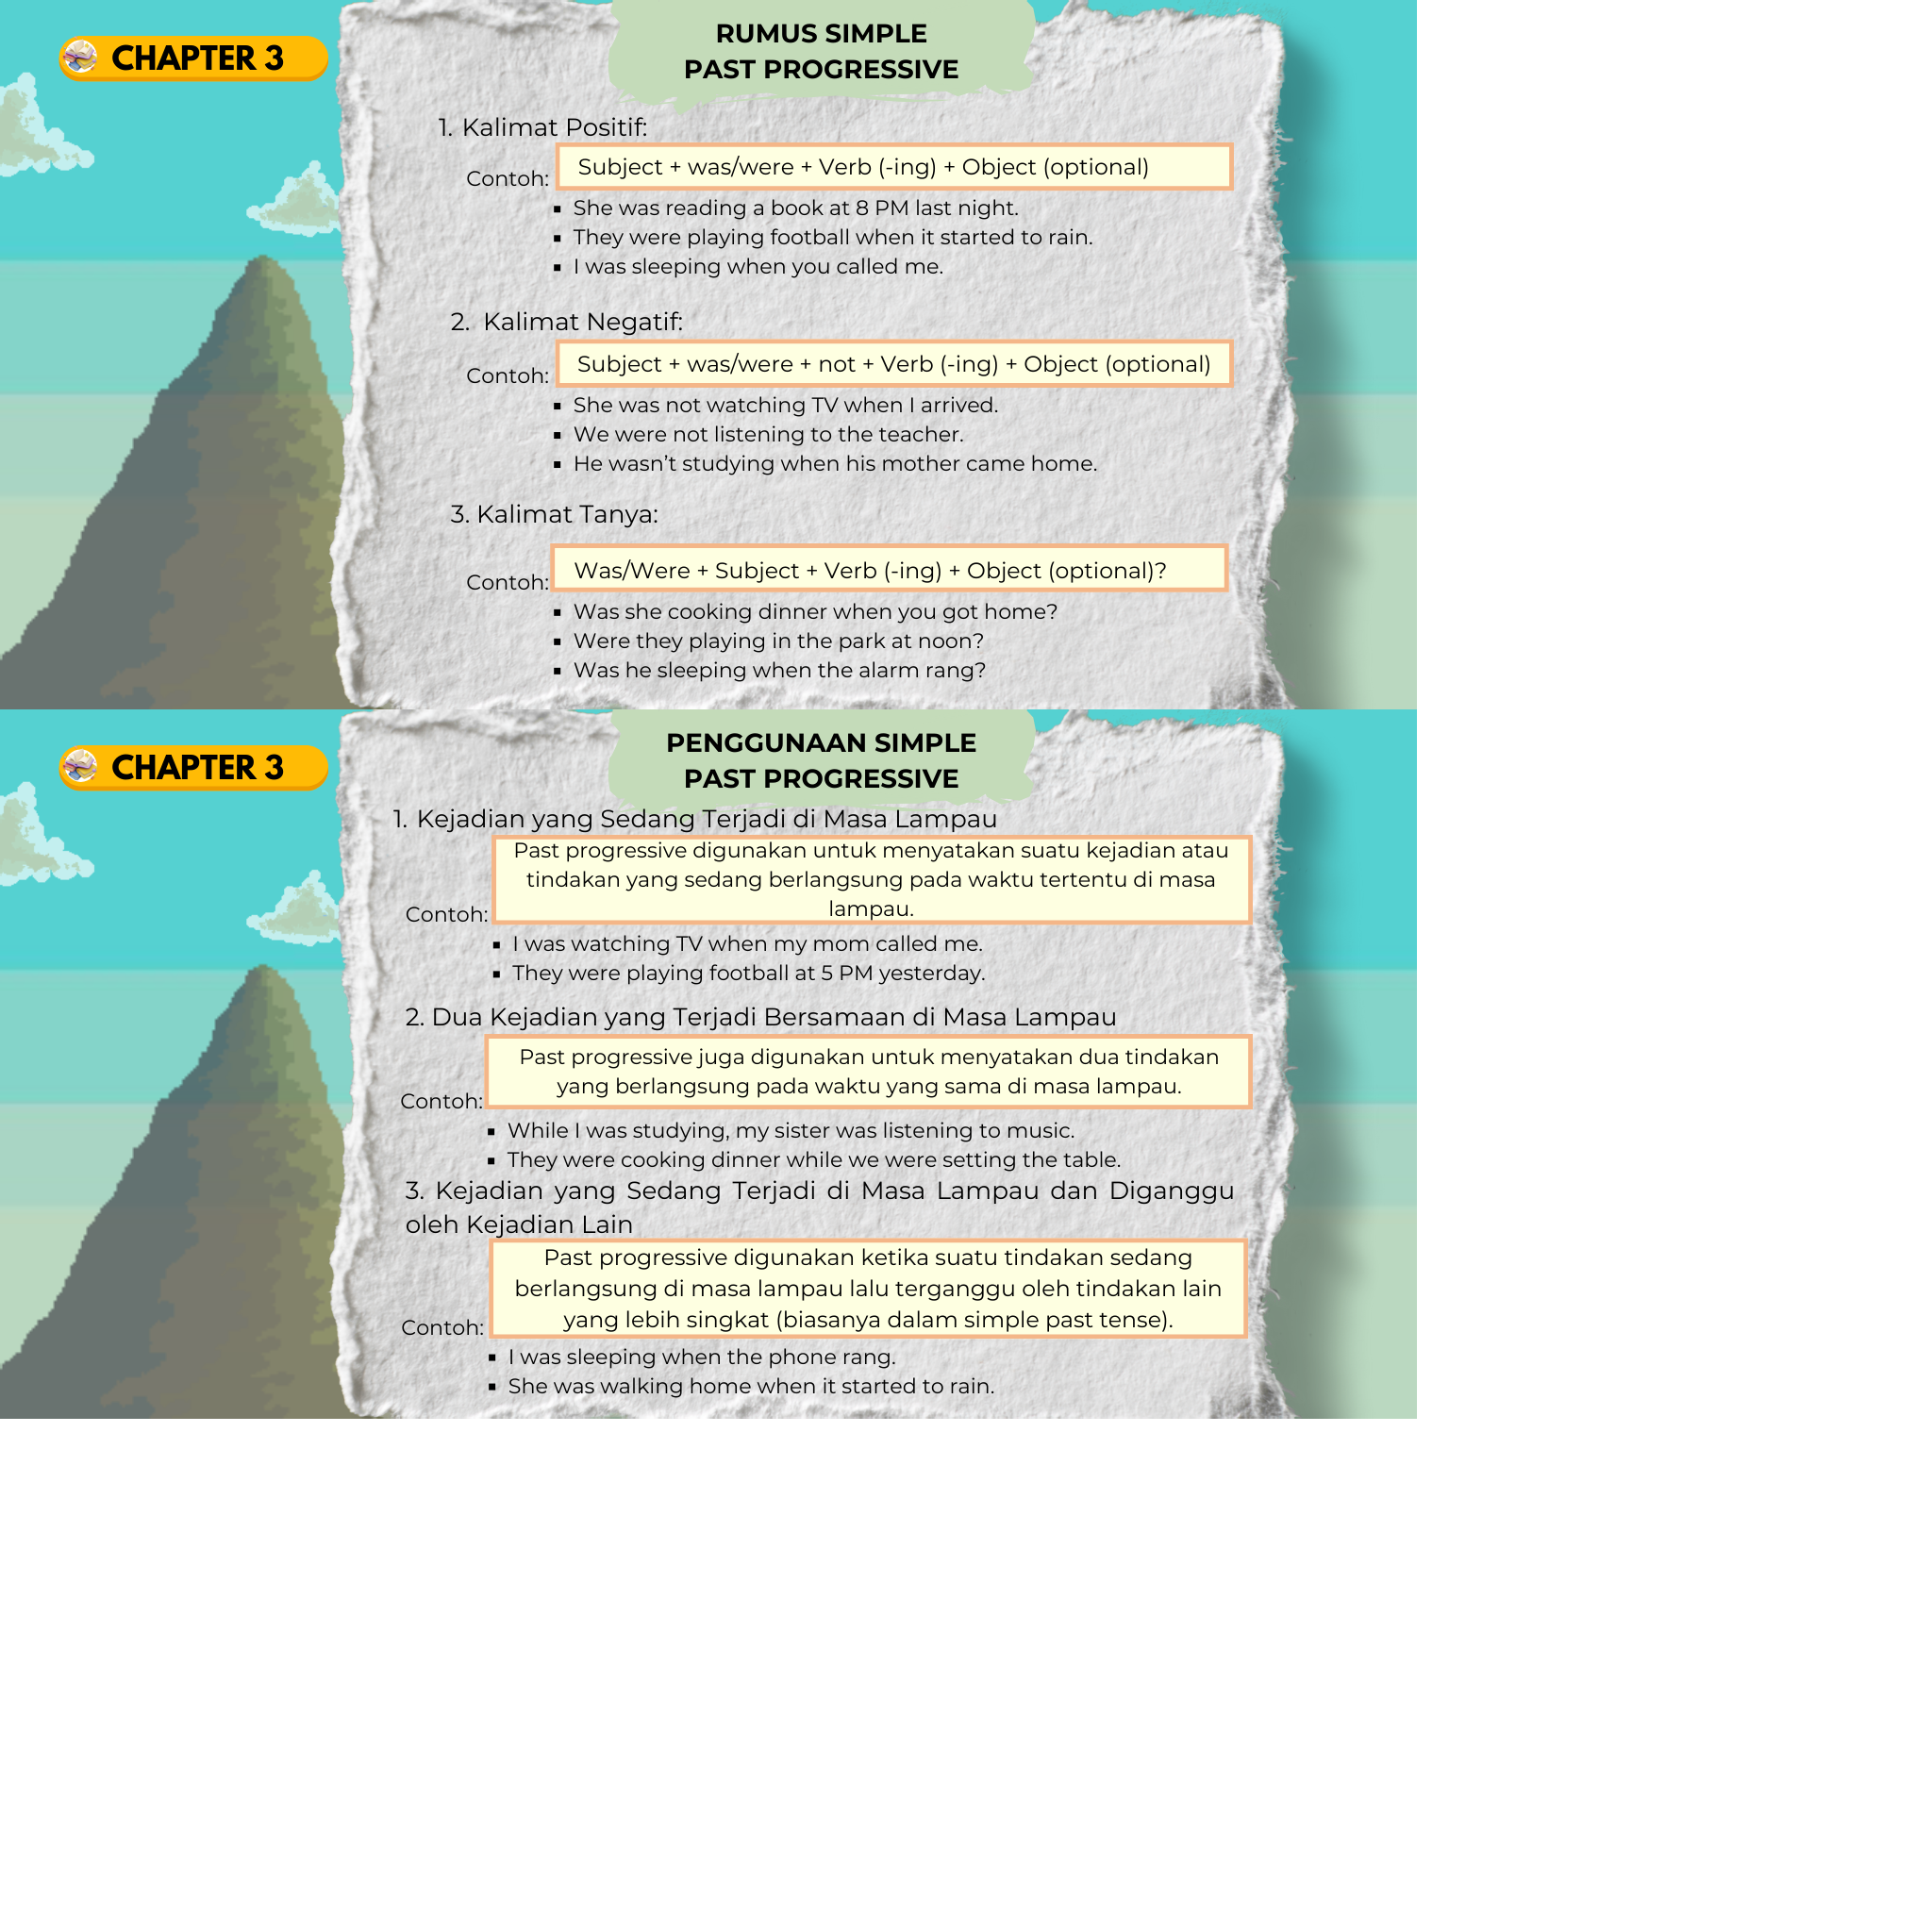 CHAPTER 3
RUMUS SIMPLE
PAST PROGRESSIVE
1. Kalimat Positif:
Subject + was/were + Verb (-ing) + Object (optional)
Contoh:
▪ She was reading a book at 8 PM last night.
▪ They were playing football when it started to rain.
▪ I was sleeping when you called me.
2. Kalimat Negatif:
Subject + was/were + not + Verb (-ing) + Object (optional)
Contoh:
▪ She was not watching TV when I arrived.
▪ We were not listening to the teacher.
▪ He wasn’t studying when his mother came home.
3. Kalimat Tanya:
Was/Were + Subject + Verb (-ing) + Object (optional)?
Contoh:
▪ Was she cooking dinner when you got home?
▪ Were they playing in the park at noon?
▪ Was he sleeping when the alarm rang?
CHAPTER 3
PENGGUNAAN SIMPLE
PAST PROGRESSIVE
1. Kejadian yang Sedang Terjadi di Masa Lampau
Past progressive digunakan untuk menyatakan suatu kejadian atau
tindakan yang sedang berlangsung pada waktu tertentu di masa
lampau.
Contoh:
▪ I was watching TV when my mom called me.
▪ They were playing football at 5 PM yesterday.
2. Dua Kejadian yang Terjadi Bersamaan di Masa Lampau
Past progressive juga digunakan untuk menyatakan dua tindakan
yang berlangsung pada waktu yang sama di masa lampau.
Contoh:
▪ While I was studying, my sister was listening to music.
▪ They were cooking dinner while we were setting the table.
3. Kejadian yang Sedang Terjadi di Masa Lampau dan Diganggu
oleh Kejadian Lain
Past progressive digunakan ketika suatu tindakan sedang
berlangsung di masa lampau lalu terganggu oleh tindakan lain
yang lebih singkat (biasanya dalam simple past tense).
Contoh:
▪ I was sleeping when the phone rang.
▪ She was walking home when it started to rain.